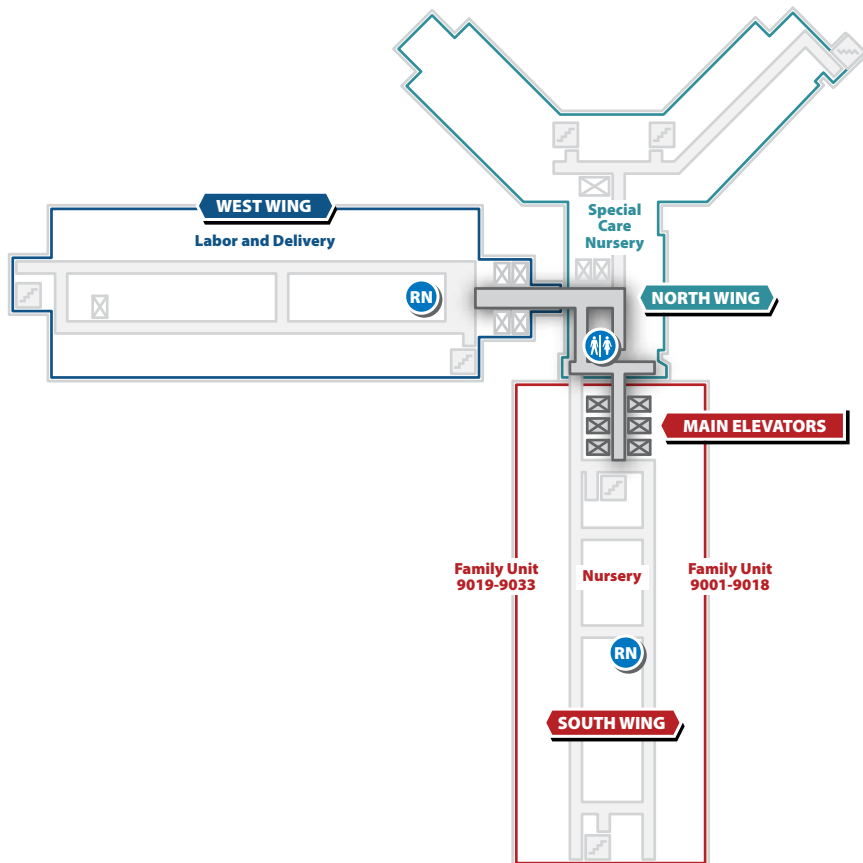 WEST WING
Labor and Delivery
Special
Care
Nursery
RN
NORTH WING
MAIN ELEVATORS
Family Unit
9019-9033
Nursery
Family Unit
9001-9018
RN
SOUTH WING